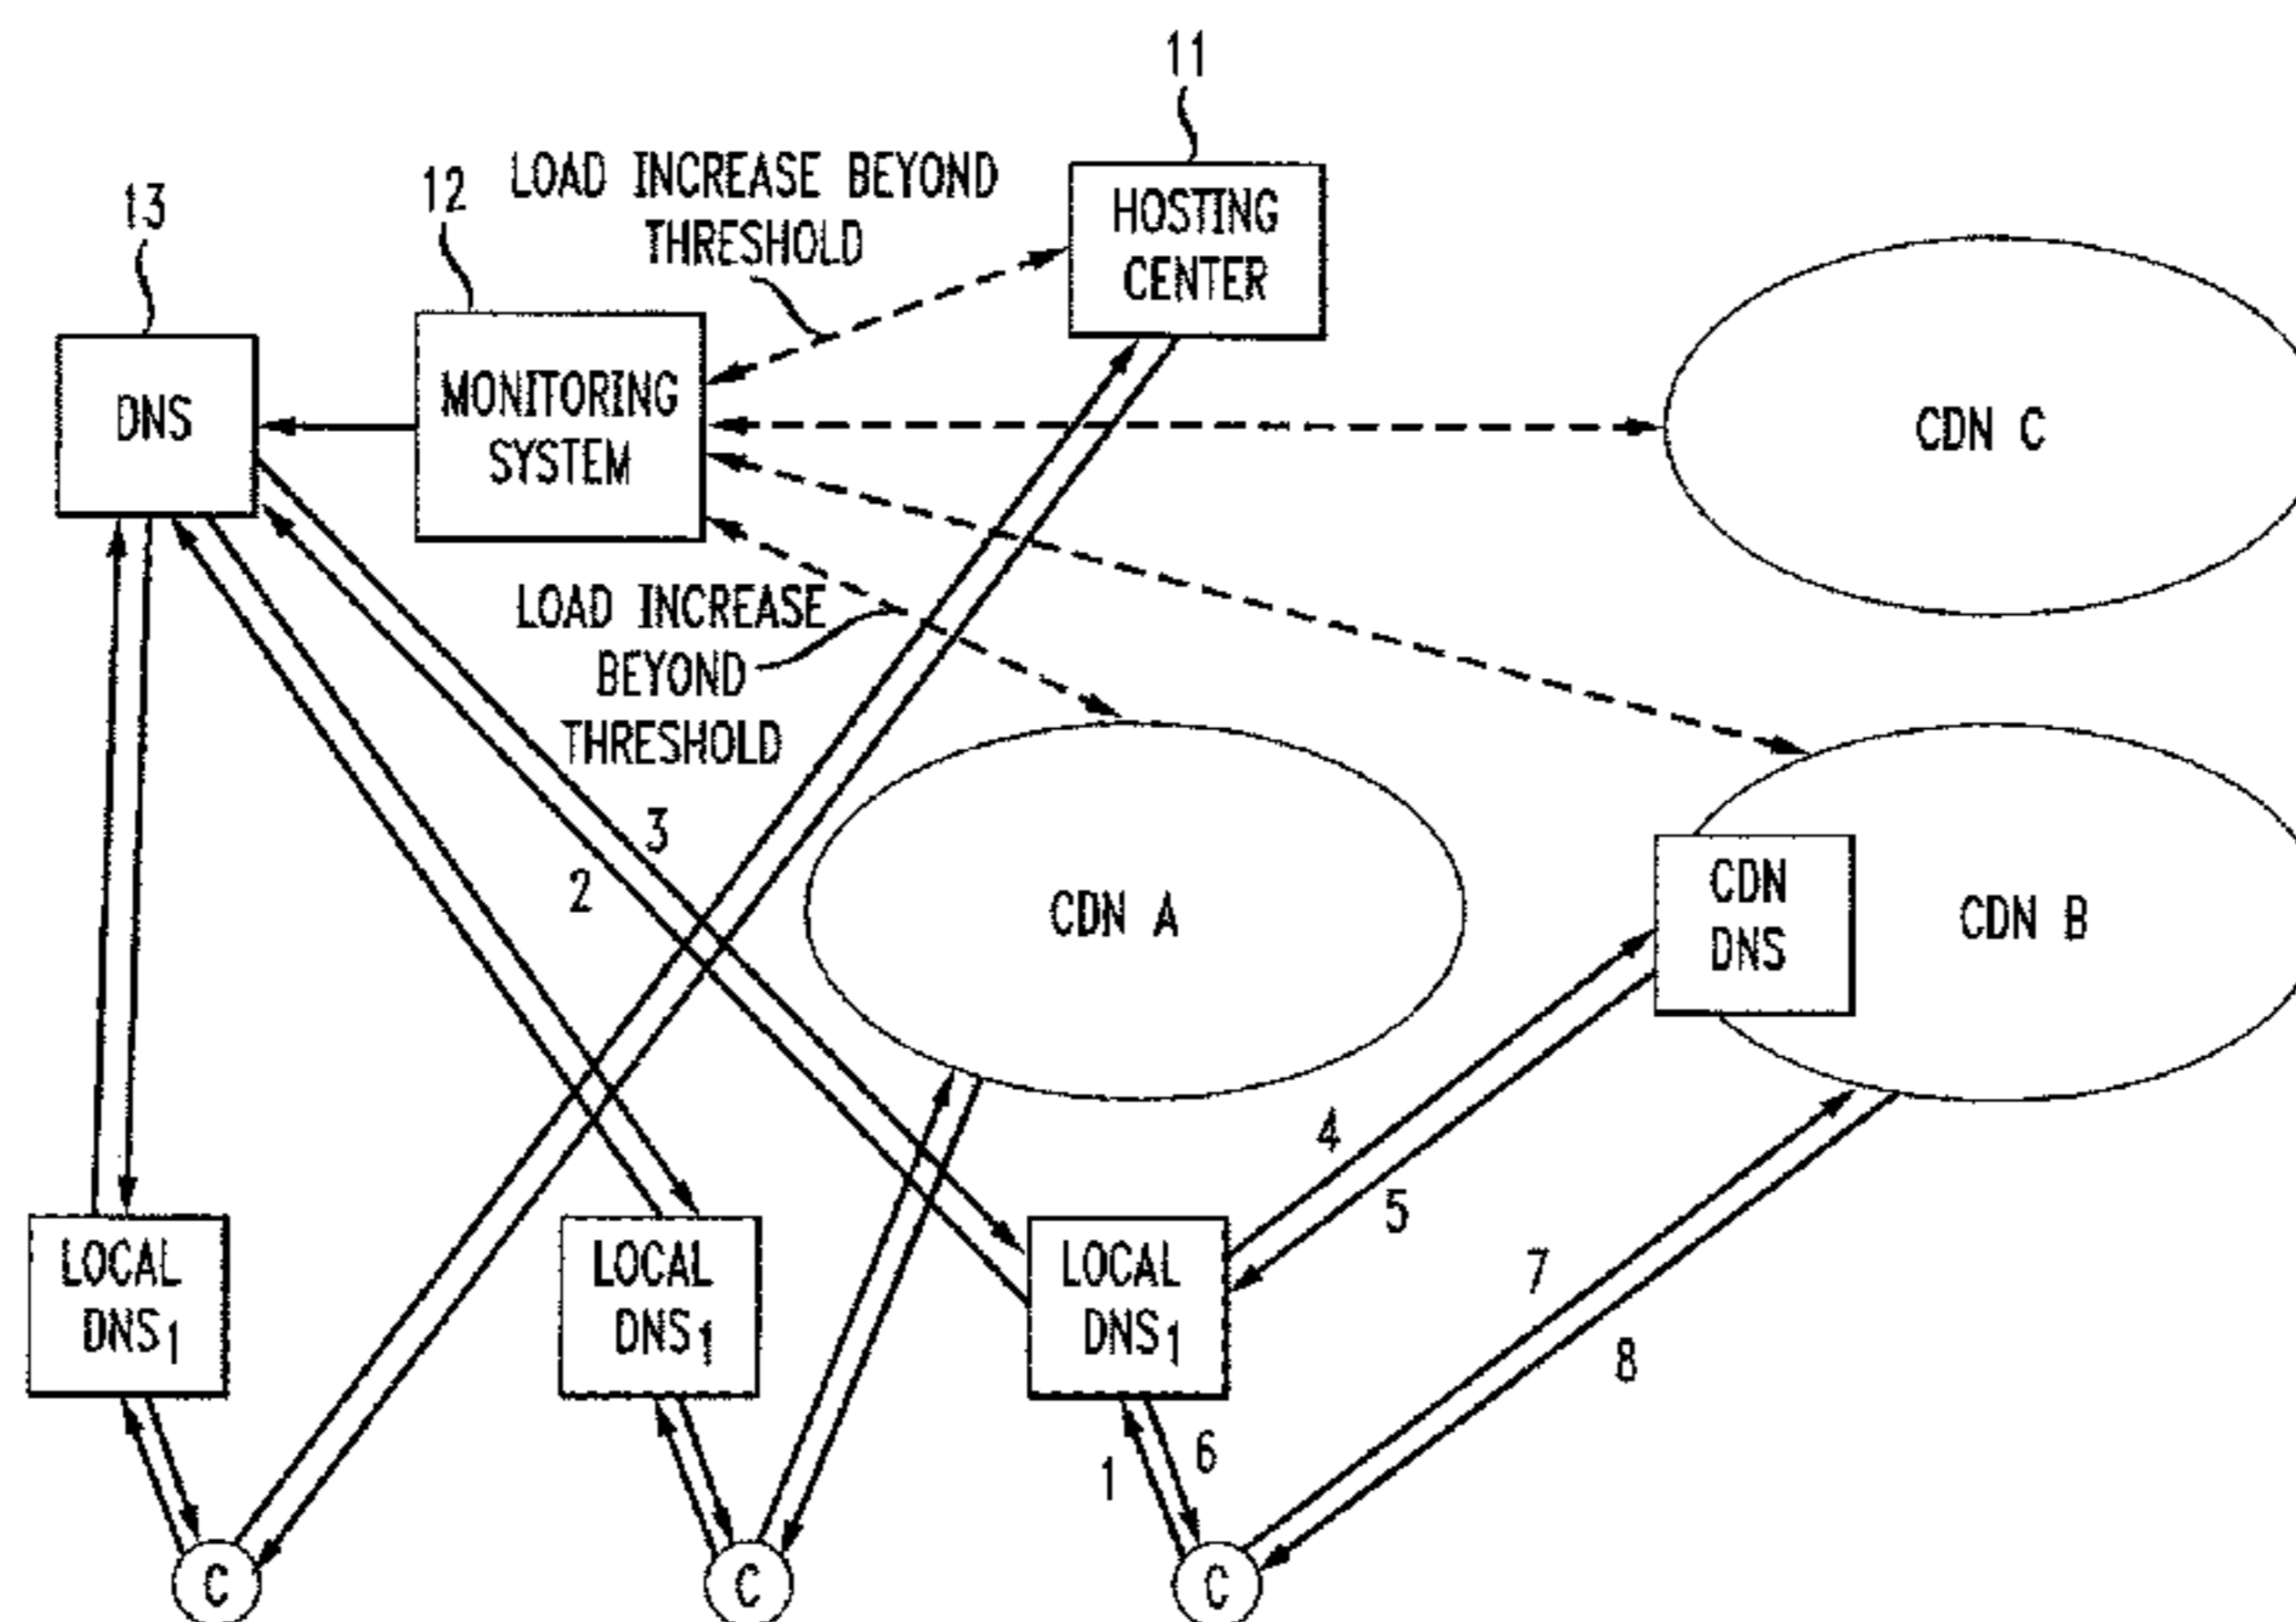 11
LOAD INCREASE BEYOND
THRESHOLD
12
13
HOSTING
CENTER
DNS
MONITORING
SYSTEM
CDN C
LOAD INCREASE
BEYOND
THRESHOLD
3
2
CDN A
CDN
DNS
CDN B
4
5
7
8
LOCAL
DNS1
LOCAL
DNS1
LOCAL
DNS1
1
6
C
C
C